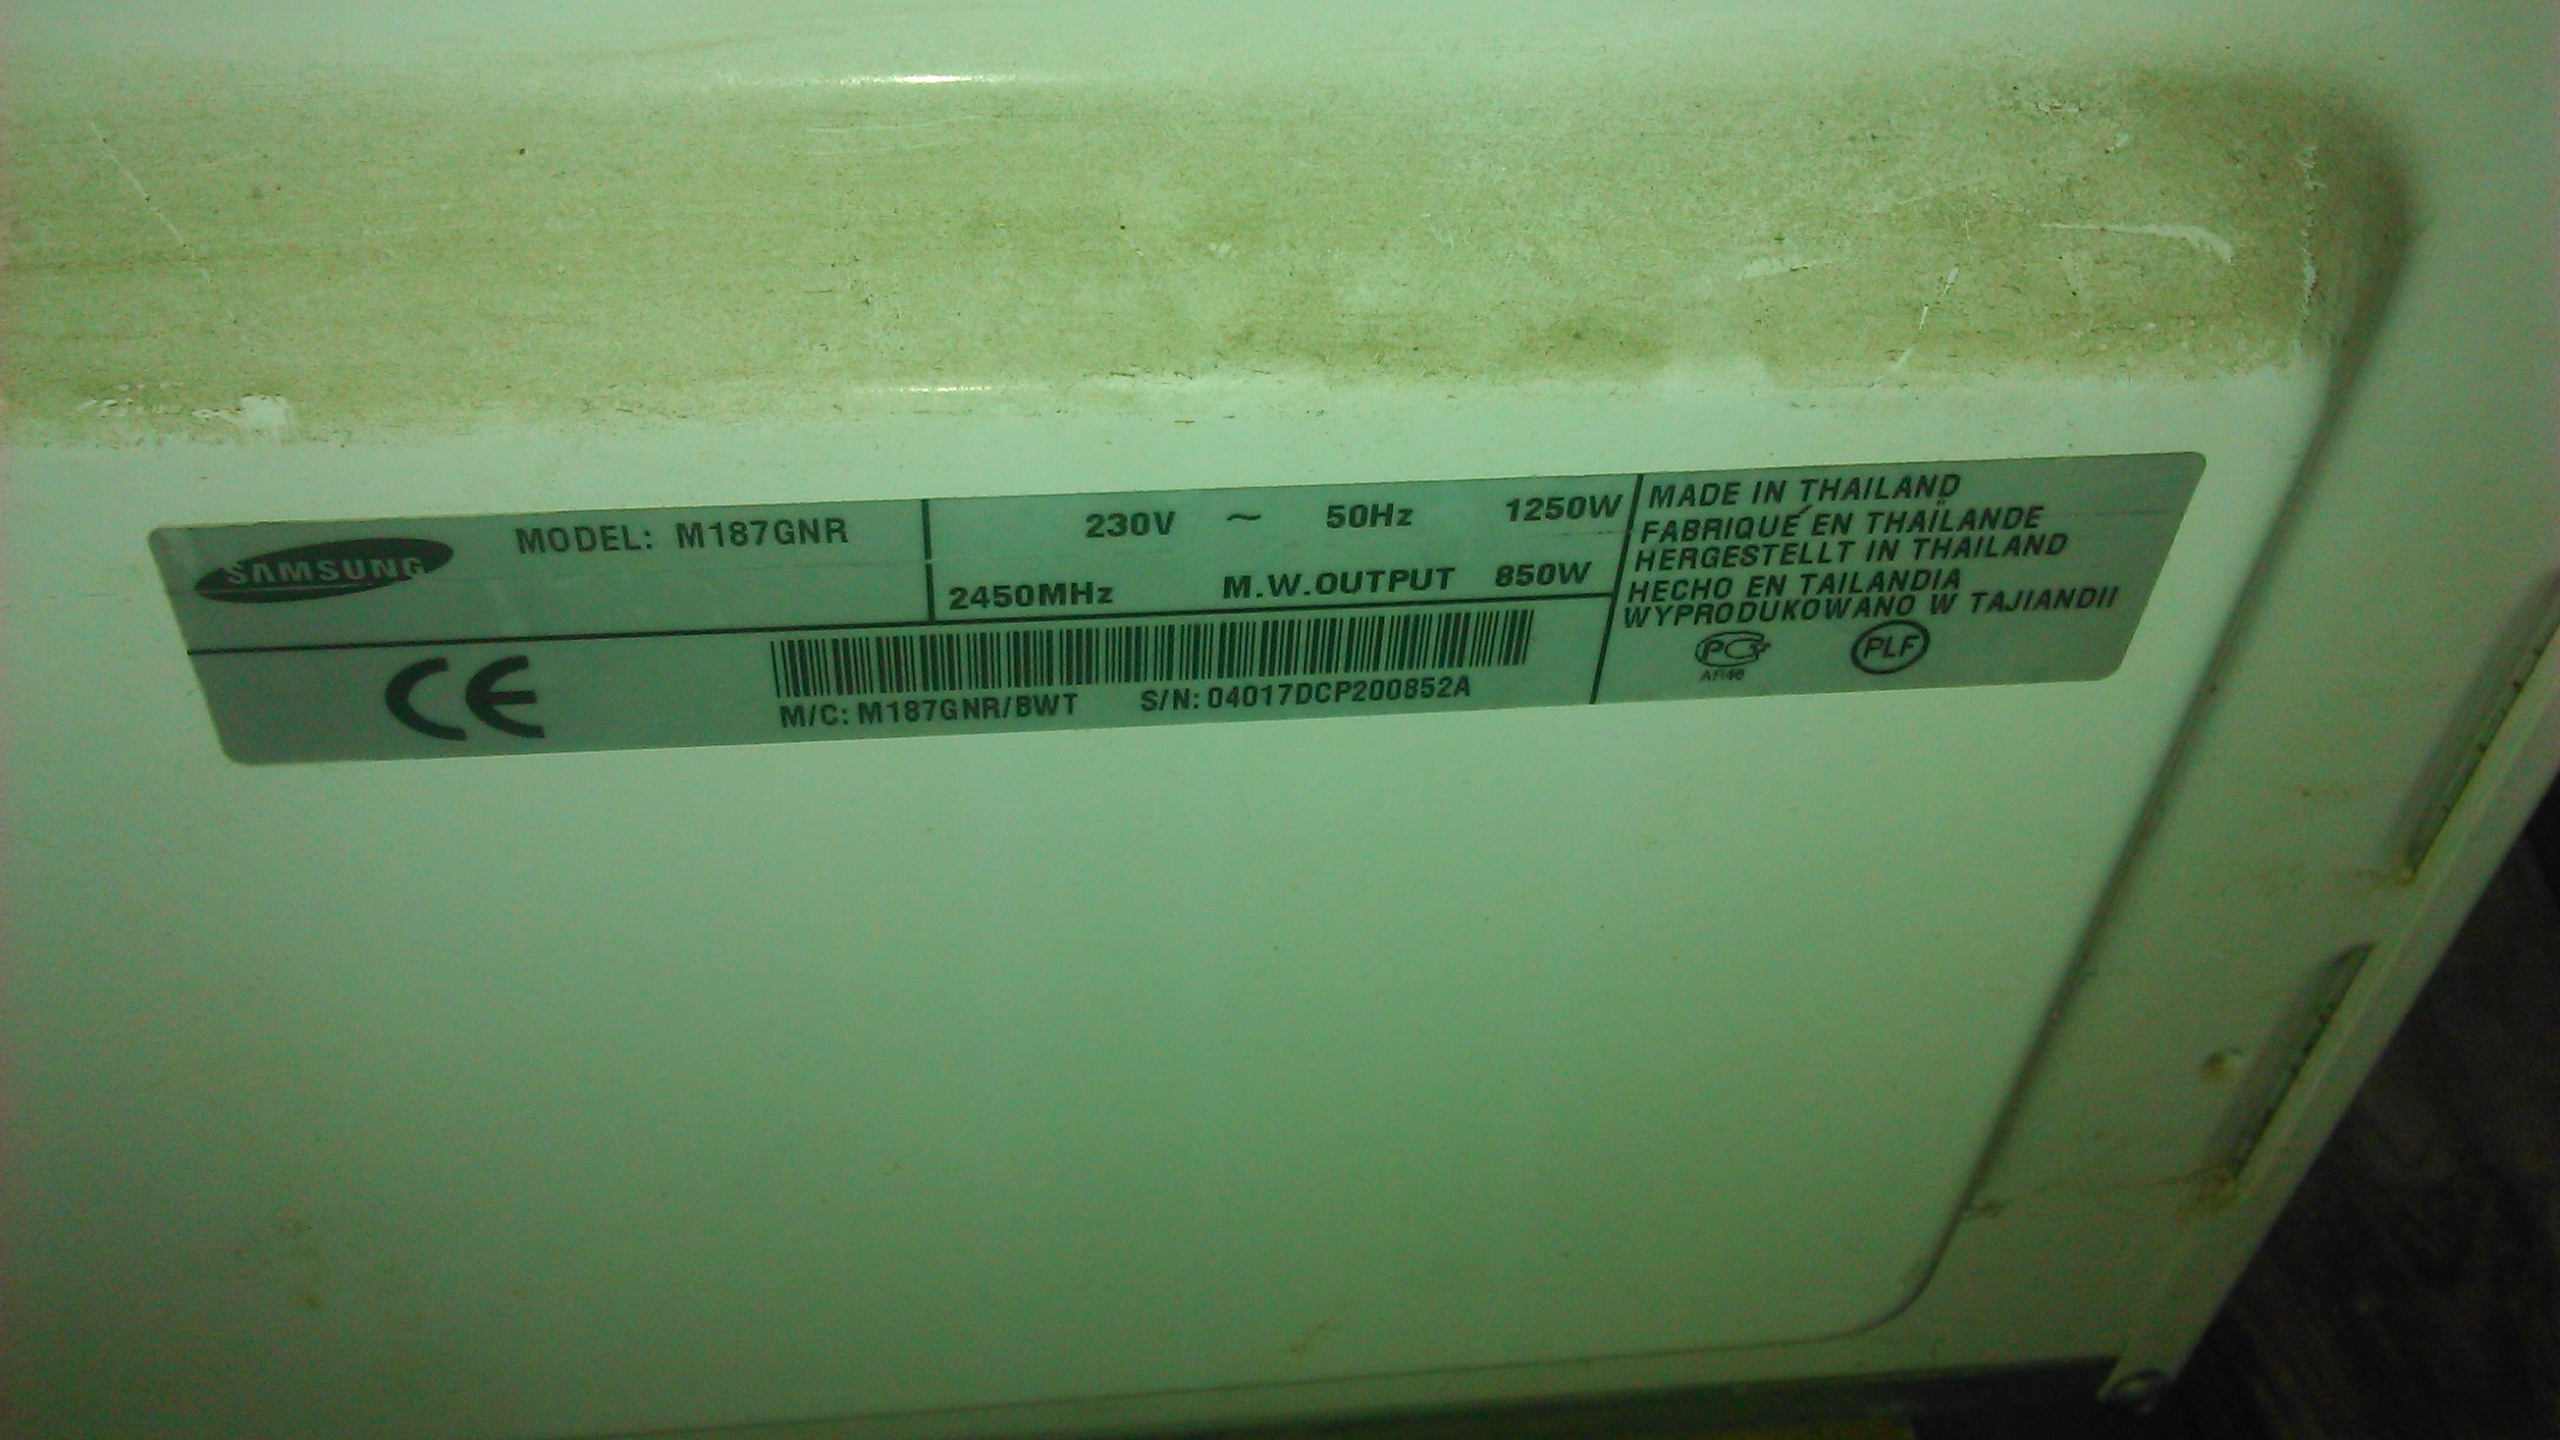 SAMSUNG
MODEL: M187GNR
230V ~ 50Hz 1250W
2450MHz M.W.OUTPUT 850W
MADE IN THAILAND
FABRIQUÉ EN THAÏLANDE
HERGESTELLT IN THAILAND
HECHO EN TAILANDIA
WYPRODUKOWANO W TAJIANDII
CE
M/C: M187GNR/BWT S/N: 04017DCP200852A
PLF